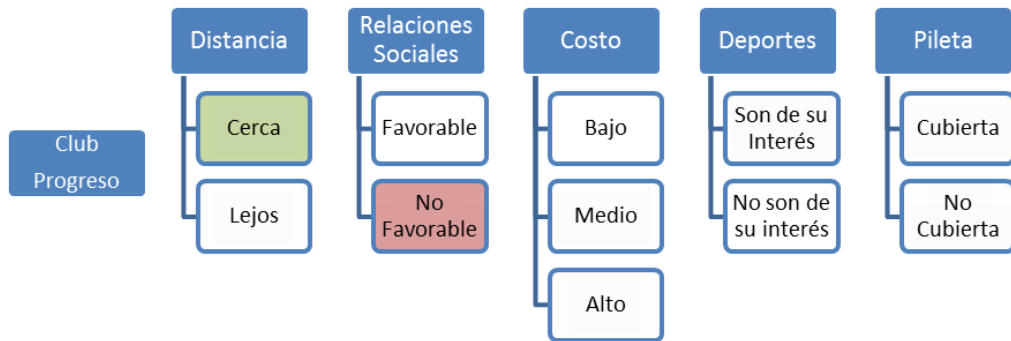 Distancia
Relaciones
Sociales
Costo
Deportes
Pileta
Club
Progreso
Cerca
Lejos
Favorable
No
Favorable
Bajo
Medio
Alto
Son de su
Interés
No son de
su interés
Cubierta
No
Cubierta